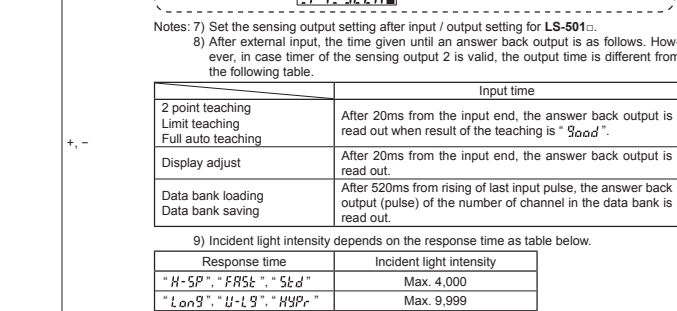 Notes: 7) Set the sensing output setting after input / output setting for LS-501□.
8) After external input, the time given until an answer back output is as follows. How-
ever, in case timer of the sensing output 2 is valid, the output time is different from
the following table.
Input time
2 point teaching
Limit teaching
Full auto teaching
After 20ms from the input end, the answer back output is
read out when result of the teaching is “ Good ”.
+, −
Display adjust
After 20ms from the input end, the answer back output is
read out.
Data bank loading
Data bank saving
After 520ms from rising of last input pulse, the answer back
output (pulse) of the number of channel in the data bank is
read out.
9) Incident light intensity depends on the response time as table below.
Response time
Incident light intensity
“ H-SP ”, “ FAST ”, “ Std ”
Max. 4,000
“ Long ”, “ U-LG ”, “ HYPr ”
Max. 9,999